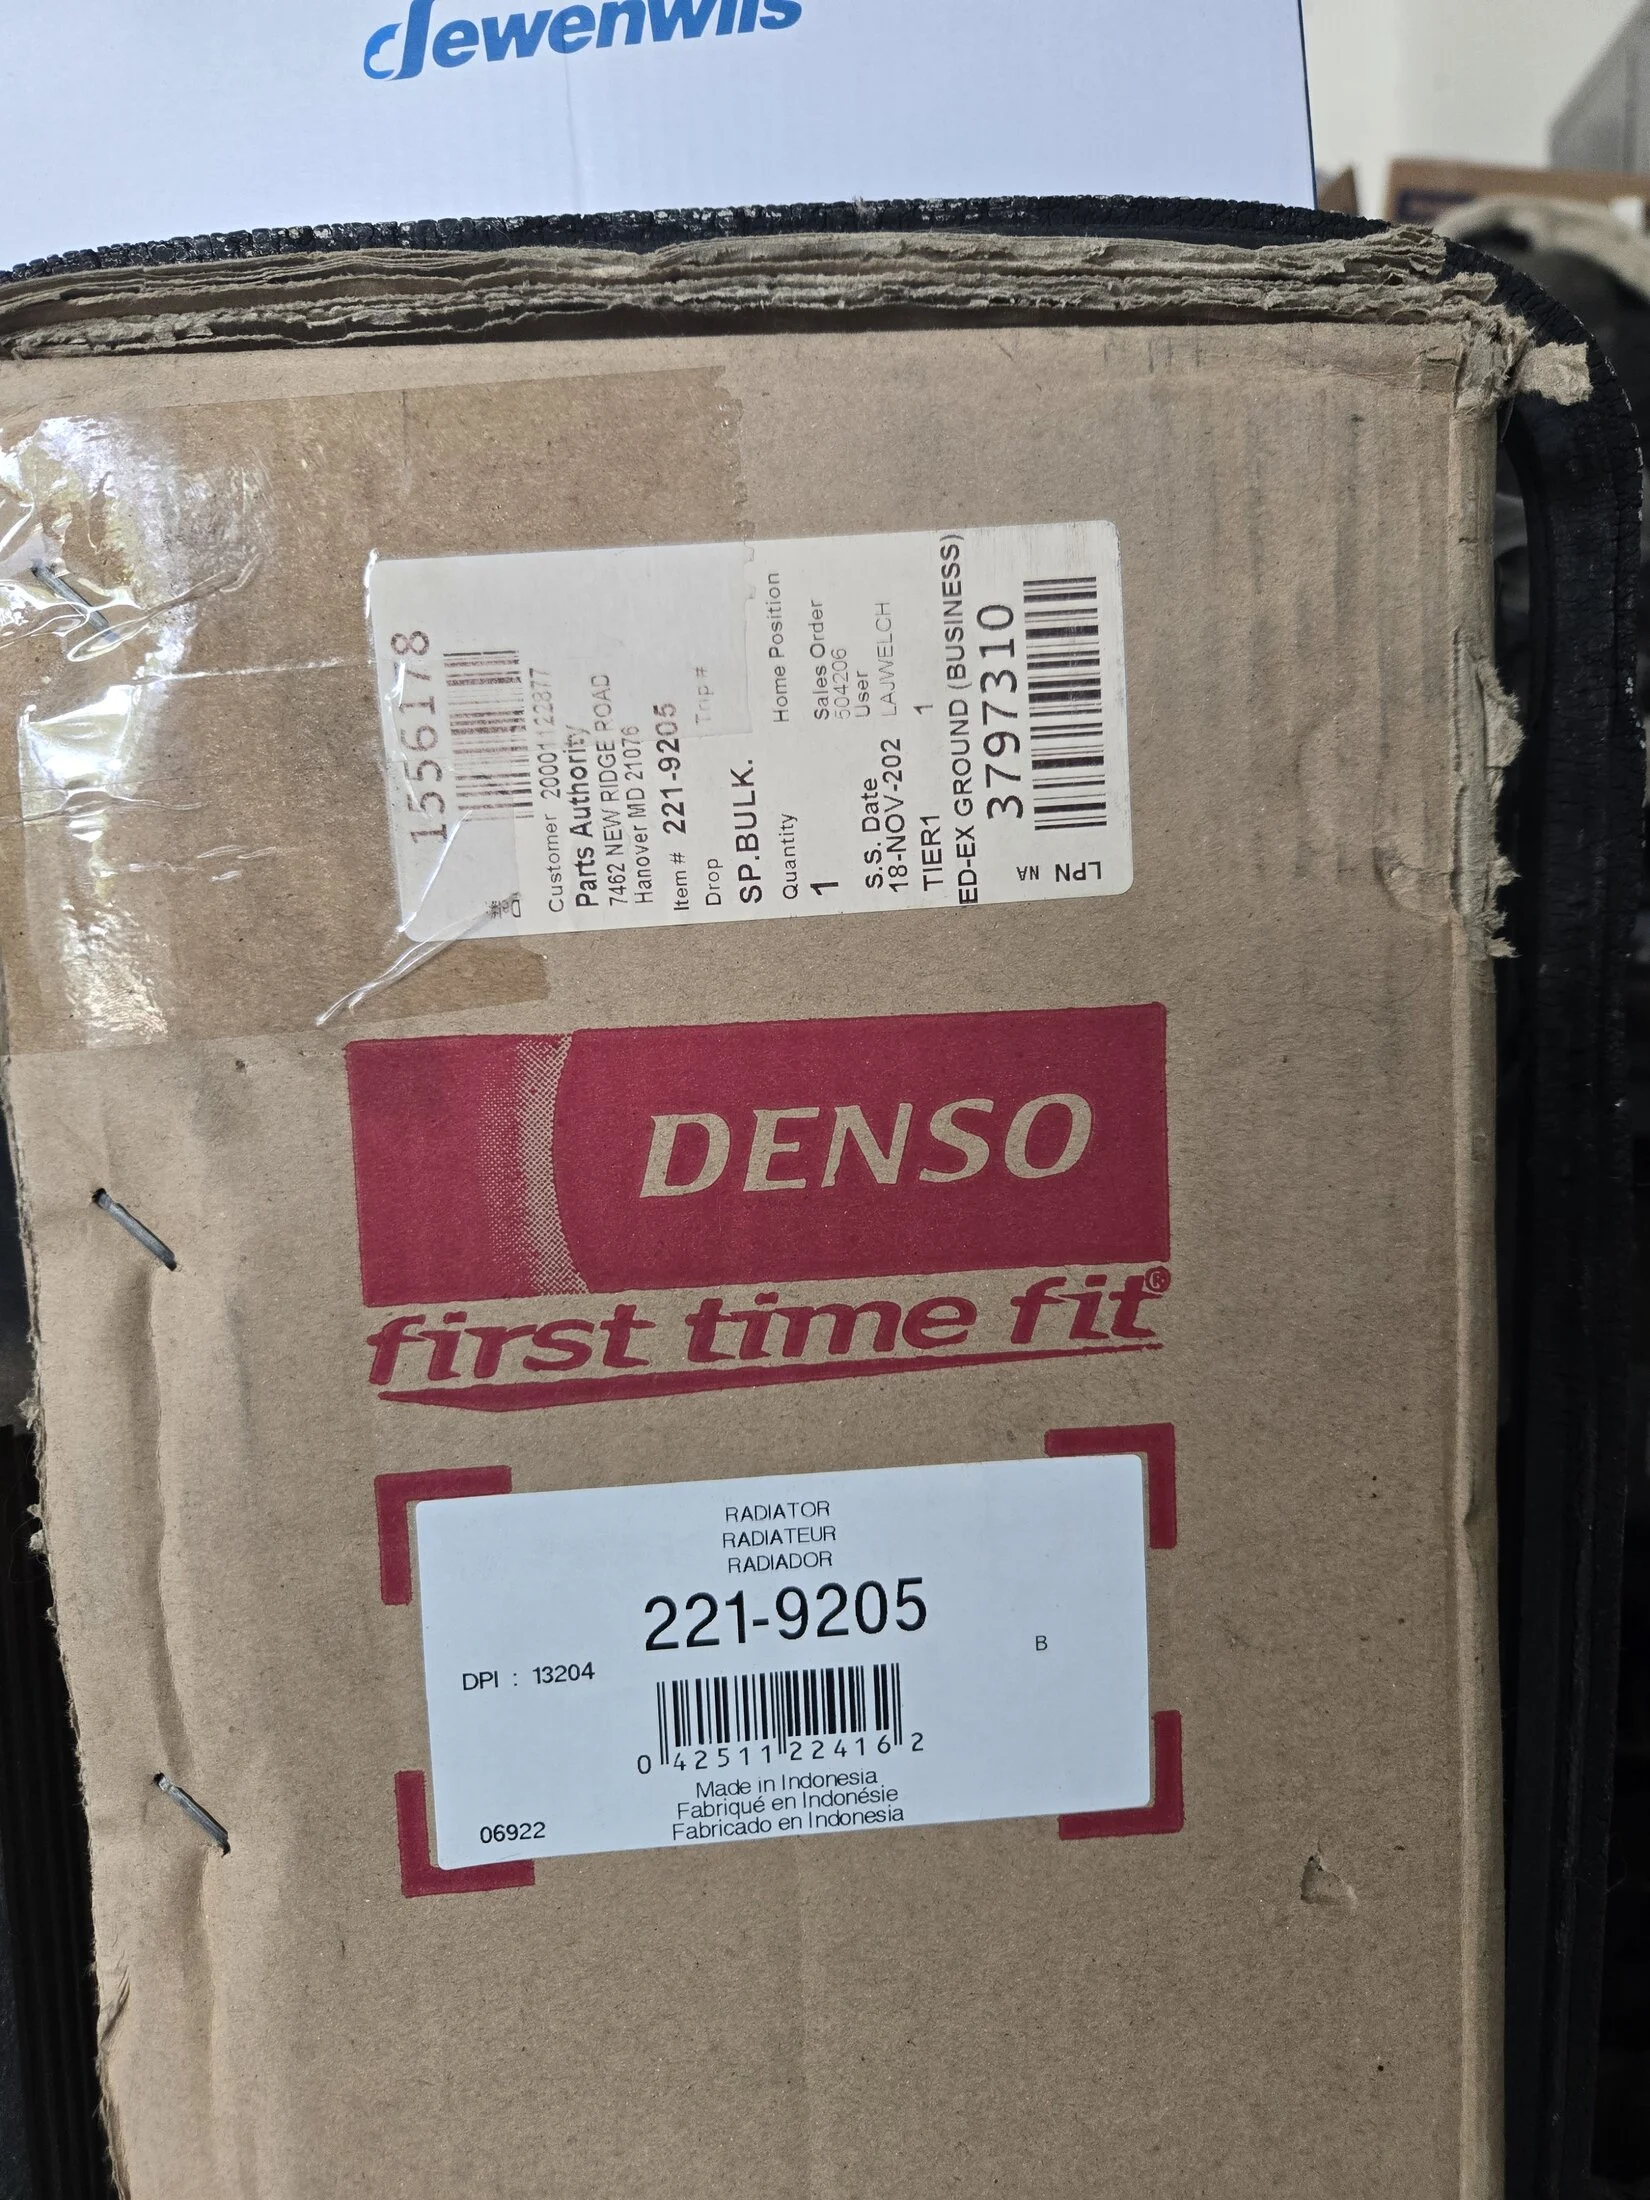 dewenwils
1556178
Customer 20001122877
Parts Authority
7462 NEW RIDGE ROAD
Hanover MD 21076
Item # 221-9205
Drop
Trip #
SP.BULK.
Home Position
Quantity
1
Sales Order
504206
User
LAJWELCH
S.S. Date
18-NOV-202
TIER1 1
ED-EX GROUND (BUSINESS)
3797310
NA
LPN
DENSO
first time fit®
RADIATOR
RADIATEUR
RADIADOR
221-9205
B
DPI : 13204
0 42511 22416 2
Made in Indonesia
Fabriqué en Indonésie
Fabricado en Indonesia
06922